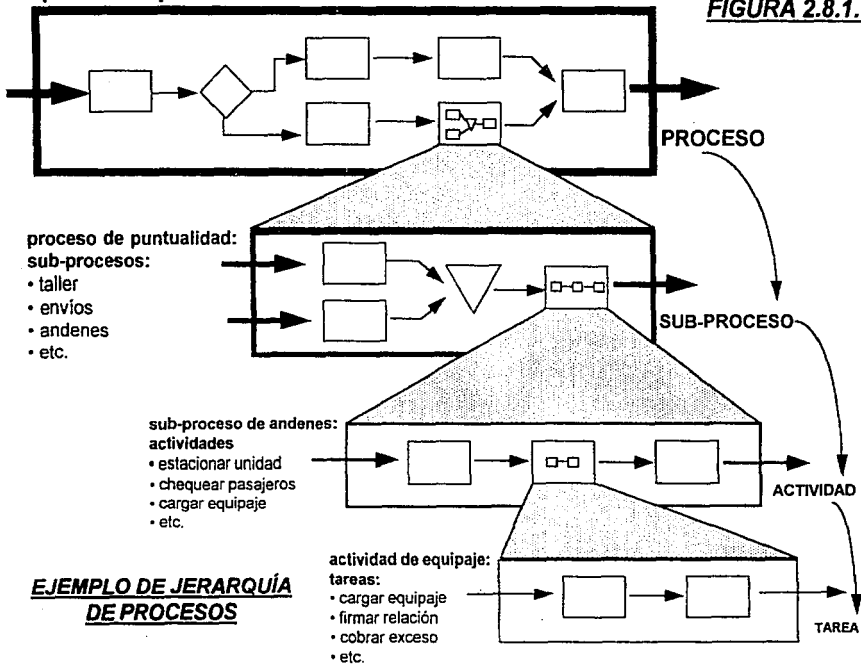 FIGURA 2.8.1.
PROCESO
proceso de puntualidad:
sub-procesos:
• taller
• envíos
• andenes
• etc.
SUB-PROCESO
sub-proceso de andenes:
actividades
• estacionar unidad
• chequear pasajeros
• cargar equipaje
• etc.
ACTIVIDAD
actividad de equipaje:
tareas:
• cargar equipaje
• firmar relación
• cobrar exceso
• etc.
TAREA
EJEMPLO DE JERARQUÍA
DE PROCESOS